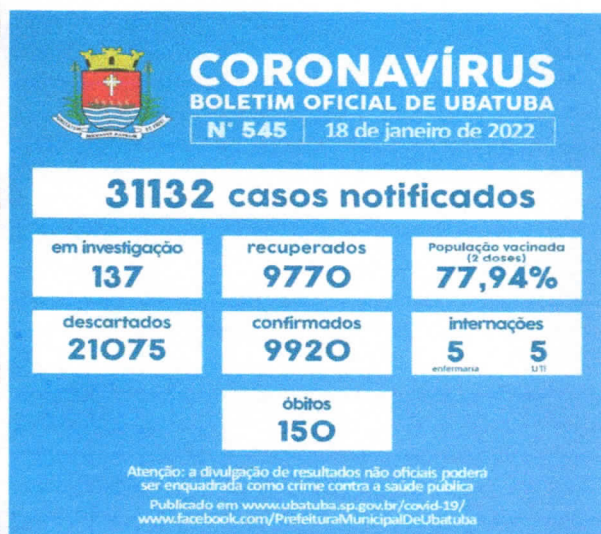 CORONAVÍRUS
BOLETIM OFICIAL DE UBATUBA
N° 545 18 de janeiro de 2022
31132 casos notificados
em investigação
137
recuperados
9770
População vacinada
(2 doses)
77,94%
descartados
21075
confirmados
9920
internações
5 5
enfermaria UTI
óbitos
150
Atenção: a divulgação de resultados não oficiais poderá
ser enquadrada como crime contra a saúde pública
Publicado em www.ubatuba.sp.gov.br/covid-19/
www.facebook.com/PrefeituraMunicipalDeUbatuba